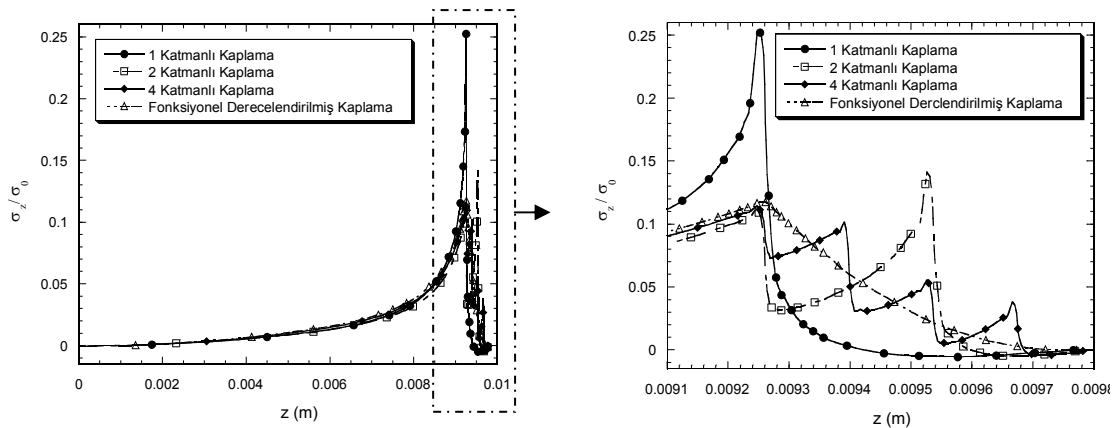 1 Katmanlı Kaplama
2 Katmanlı Kaplama
4 Katmanlı Kaplama
Fonksiyonel Derecelendirilmiş Kaplama
0.25
0.2
0.15
0.1
0.05
0
σz / σ0
0 0.002 0.004 0.006 0.008 0.01
z (m)
1 Katmanlı Kaplama
2 Katmanlı Kaplama
4 Katmanlı Kaplama
Fonksiyonel Derclendirilmiş Kaplama
0.25
0.2
0.15
0.1
0.05
0
σz / σ0
0.0091 0.0092 0.0093 0.0094 0.0095 0.0096 0.0097 0.0098
z (m)